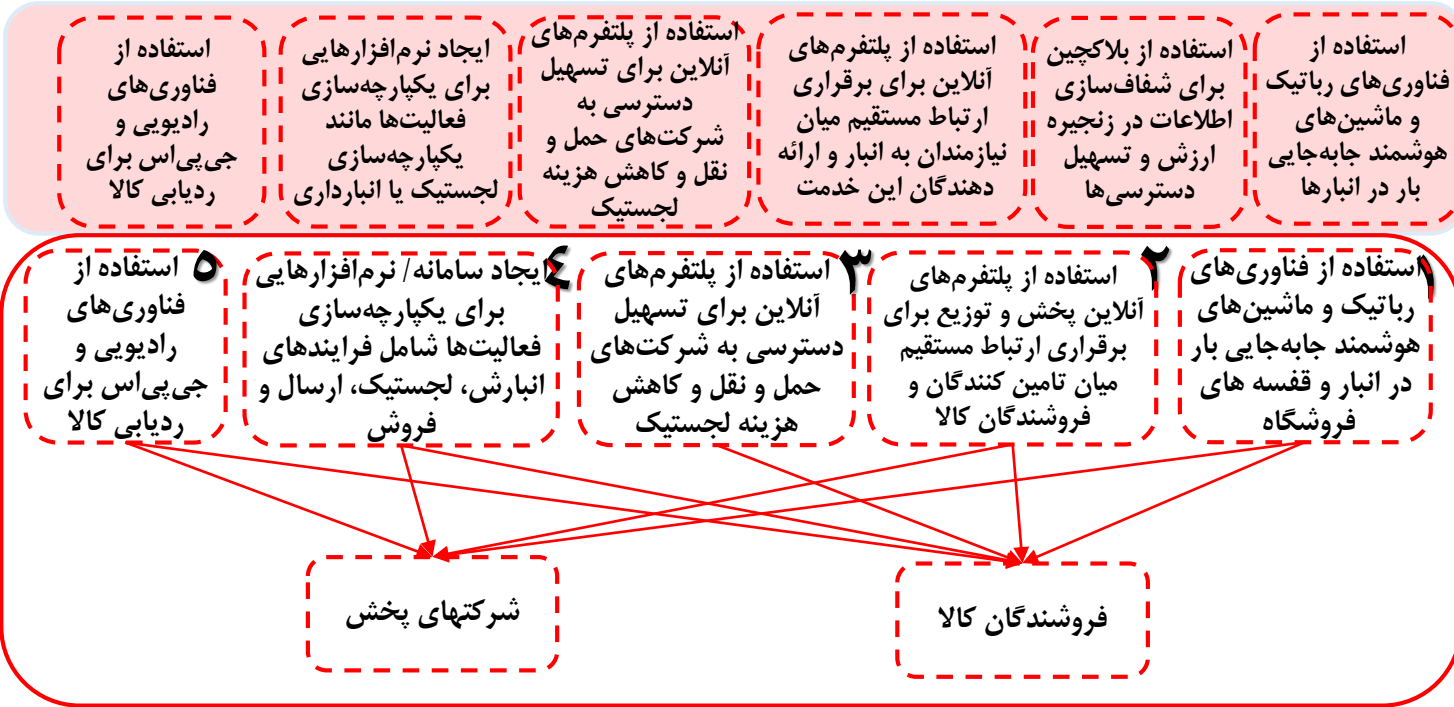 استفاده از
فناوری‌های رباتیک
و ماشین‌های
هوشمند جابه‌جایی
بار در انبارها
استفاده از بلاکچین
برای شفاف‌سازی
اطلاعات در زنجیره
ارزش و تسهیل
دسترسی‌ها
استفاده از پلتفرم‌های
آنلاین برای برقراری
ارتباط مستقیم میان
نیازمندان به انبار و ارائه
دهندگان این خدمت
استفاده از پلتفرم‌های
آنلاین برای تسهیل
دسترسی به
شرکت‌های حمل و
نقل و کاهش هزینه
لجستیک
ایجاد نرم‌افزارهایی
برای یکپارچه‌سازی
فعالیت‌ها مانند
یکپارچه‌سازی
لجستیک یا انبارداری
استفاده از
فناوری‌های
رادیویی و
جی‌پی‌اس برای
ردیابی کالا
۱
استفاده از فناوری‌های
رباتیک و ماشین‌های
هوشمند جابه‌جایی بار
در انبار و قفسه های
فروشگاه
۲
استفاده از پلتفرم‌های
آنلاین پخش و توزیع برای
برقراری ارتباط مستقیم
میان تامین کنندگان و
فروشندگان کالا
۳
استفاده از پلتفرم‌های
آنلاین برای تسهیل
دسترسی به شرکت‌های
حمل و نقل و کاهش
هزینه لجستیک
٤
ایجاد سامانه/ نرم‌افزارهایی
برای یکپارچه‌سازی
فعالیت‌ها شامل فرایندهای
انبارش، لجستیک، ارسال و
فروش
۵
استفاده از
فناوری‌های
رادیویی و
جی‌پی‌اس برای
ردیابی کالا
فروشندگان کالا
شرکتهای پخش